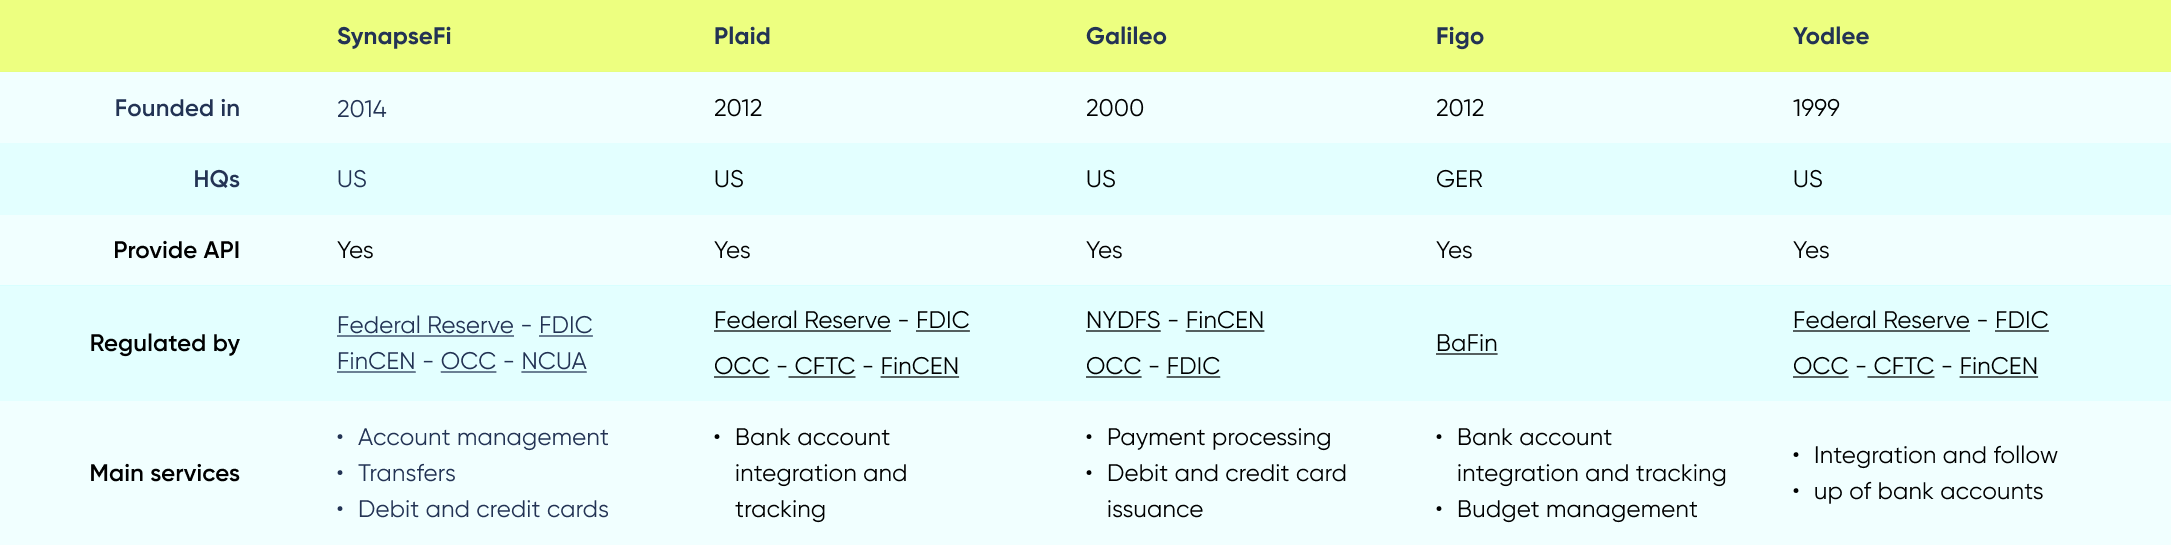 SynapseFi Plaid Galileo Figo Yodlee
Founded in 2014 2012 2000 2012 1999
HQs US US US GER US
Provide API Yes Yes Yes Yes Yes
Regulated by
Federal Reserve - FDIC
FinCEN - OCC - NCUA
Federal Reserve - FDIC
OCC - CFTC - FinCEN
NYDFS - FinCEN
OCC - FDIC
BaFin
Federal Reserve - FDIC
OCC - CFTC - FinCEN
Main services
• Account management
• Transfers
• Debit and credit cards
• Bank account
integration and
tracking
• Payment processing
• Debit and credit card
issuance
• Bank account
integration and tracking
• Budget management
• Integration and follow
• up of bank accounts